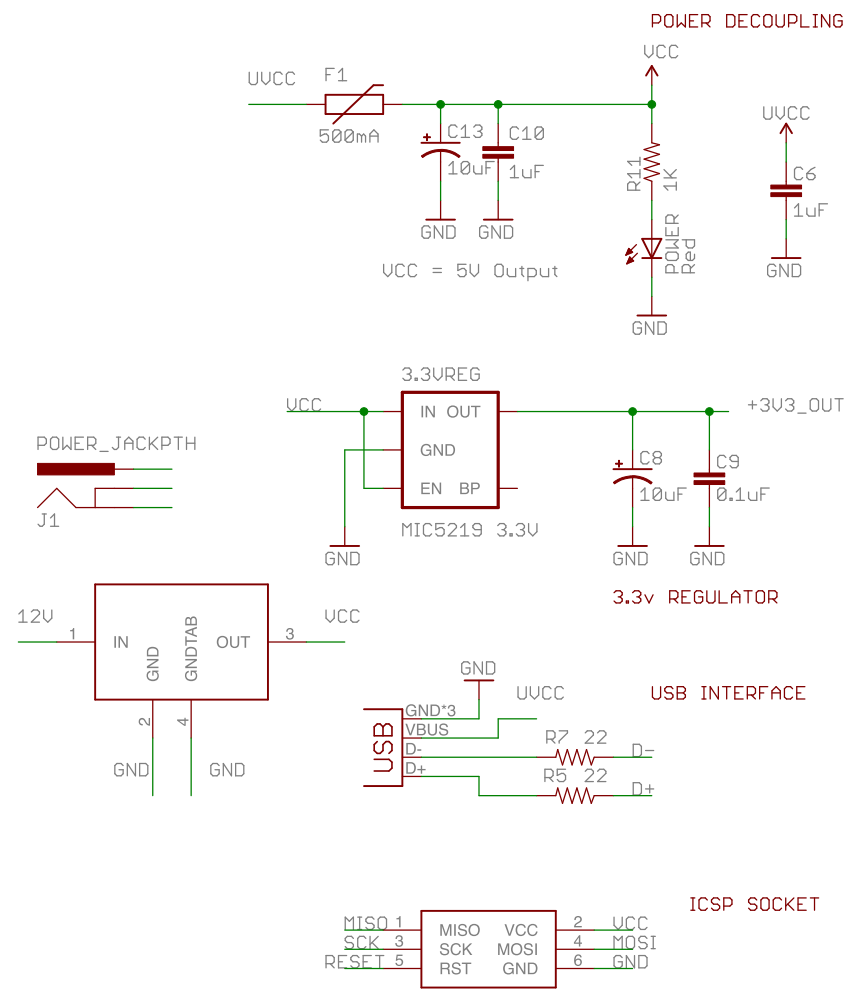 POWER DECOUPLING
VCC
UVCC
F1
500mA
C13
10uF
C10
1uF
GND
GND
VCC = 5V Output
R11
1K
POWER
Red
GND
UVCC
C6
1uF
GND
3.3VREG
VCC
IN OUT
GND
EN BP
MIC5219 3.3V
GND
+3V3_OUT
C8
10uF
C9
0.1uF
GND
GND
3.3v REGULATOR
POWER_JACKPTH
J1
12V
1
IN
GND
GNDTAB
OUT
3
VCC
2
4
GND
GND
USB INTERFACE
GND
UVCC
USB
GND*3
VBUS
D-
D+
R7 22
D-
R5 22
D+
ICSP SOCKET
MISO 1 MISO VCC 2 VCC
SCK 3 SCK MOSI 4 MOSI
RESET 5 RST GND 6 GND